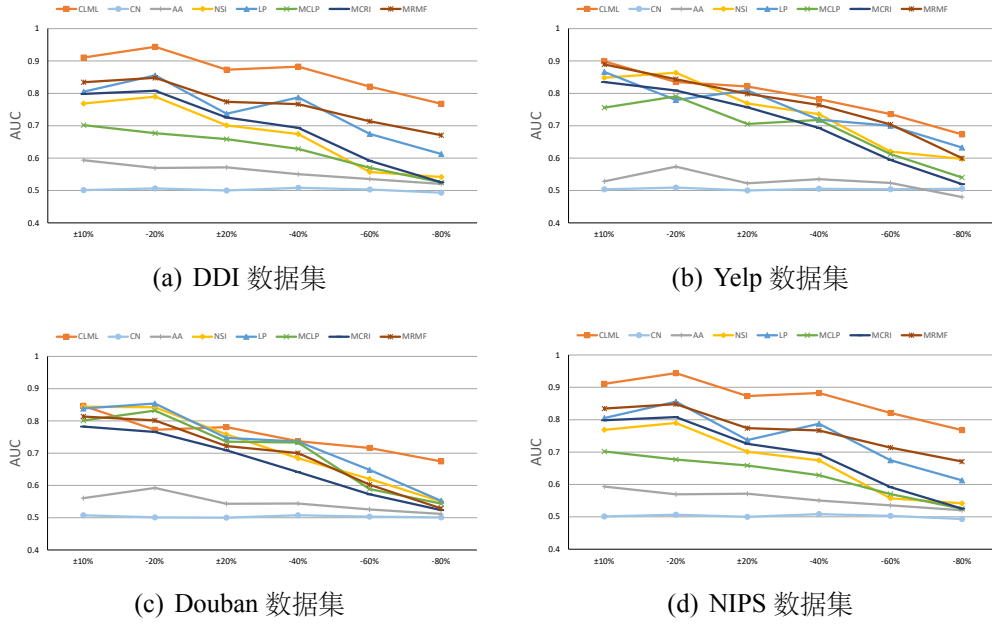 CLML CN AA NSI LP MCLP MCRI MRMF
1
0.9
0.8
0.7
0.6
0.5
0.4
AUC
±10% -20% ±20% -40% -60% -80%
(a) DDI 数据集
CLML CN AA NSI LP MCLP MCRI MRMF
1
0.9
0.8
0.7
0.6
0.5
0.4
AUC
±10% -20% ±20% -40% -60% -80%
(b) Yelp 数据集
CLML CN AA NSI LP MCLP MCRI MRMF
1
0.9
0.8
0.7
0.6
0.5
0.4
AUC
±10% -20% ±20% -40% -60% -80%
(c) Douban 数据集
CLML CN AA NSI LP MCLP MCRI MRMF
1
0.9
0.8
0.7
0.6
0.5
0.4
AUC
±10% -20% ±20% -40% -60% -80%
(d) NIPS 数据集